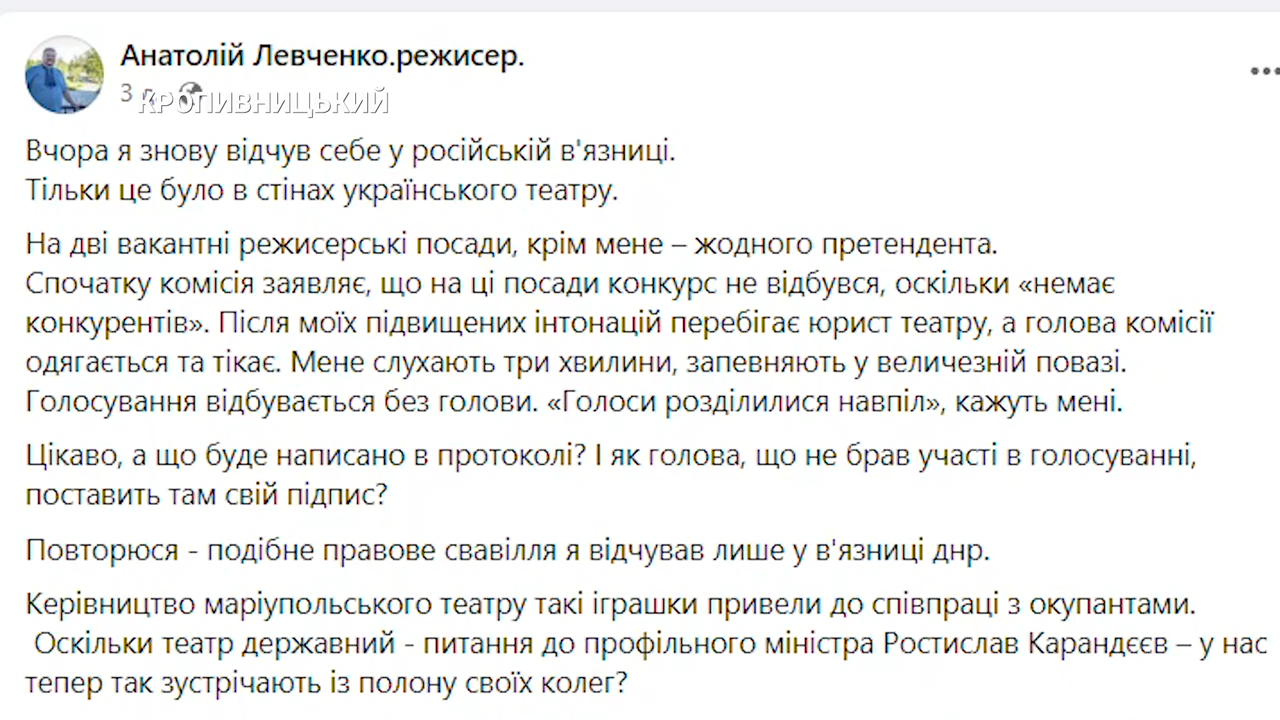 Анатолій Левченко.режисер.
3
КРОПИВНИЦЬКИЙ
Вчора я знову відчув себе у російській в'язниці.
Тільки це було в стінах українського театру.
На дві вакантні режисерські посади, крім мене – жодного претендента.
Спочатку комісія заявляє, що на ці посади конкурс не відбувся, оскільки «немає
конкурентів». Після моїх підвищених інтонацій перебігає юрист театру, а голова комісії
одягається та тікає. Мене слухають три хвилини, запевняють у величезній повазі.
Голосування відбувається без голови. «Голоси розділилися навпіл», кажуть мені.
Цікаво, а що буде написано в протоколі? І як голова, що не брав участі в голосуванні,
поставить там свій підпис?
Повторюся - подібне правове свавілля я відчував лише у в'язниці днр.
Керівництво маріупольського театру такі іграшки привели до співпраці з окупантами.
Оскільки театр державний - питання до профільного міністра Ростислав Карандєєв – у нас
тепер так зустрічають із полону своїх колег?